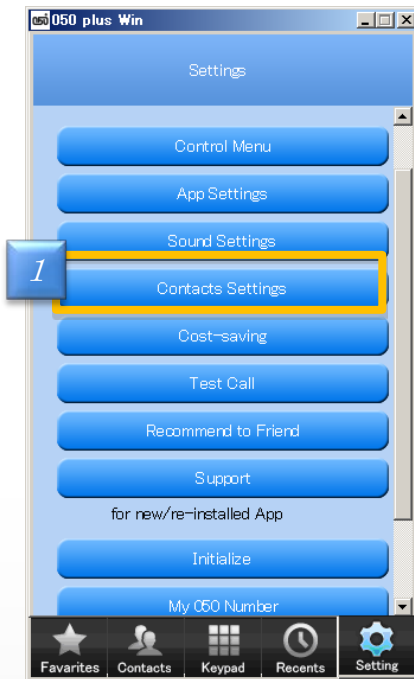 050 050 plus Win
Settings
Control Menu
App Settings
Sound Settings
1
Contacts Settings
Cost-saving
Test Call
Recommend to Friend
Support
for new/re-installed App
Initialize
My 050 Number
Favarites Contacts Keypad Recents Setting